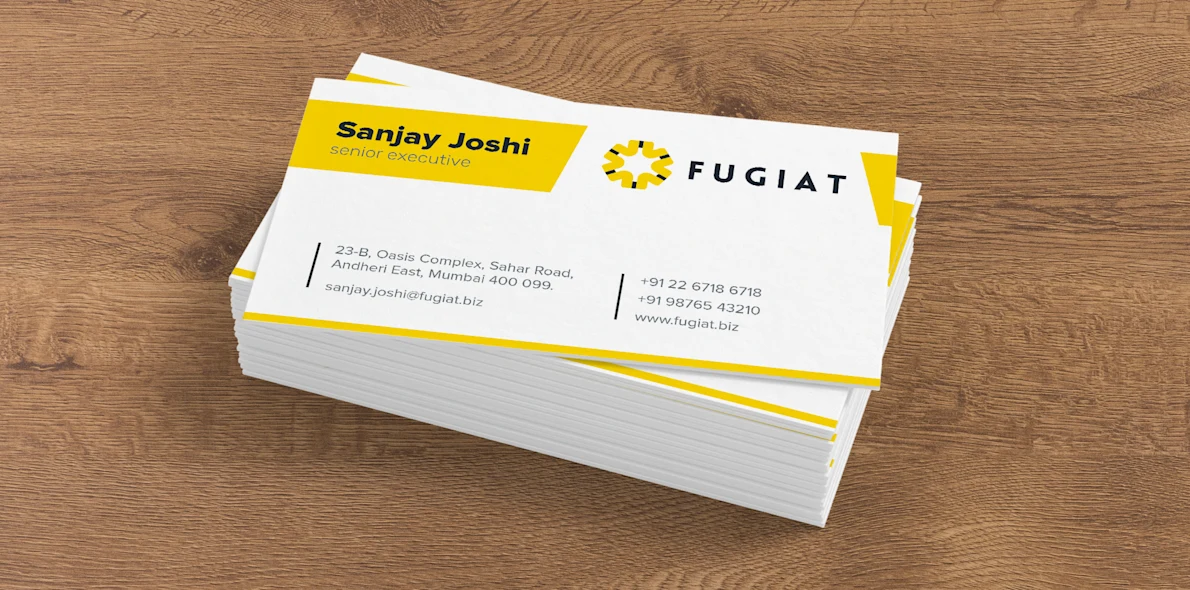 Sanjay Joshi
senior executive
FUGIAT
23-B, Oasis Complex, Sahar Road,
Andheri East, Mumbai 400 099.
sanjay.joshi@fugiat.biz
+91 22 6718 6718
+91 98765 43210
www.fugiat.biz